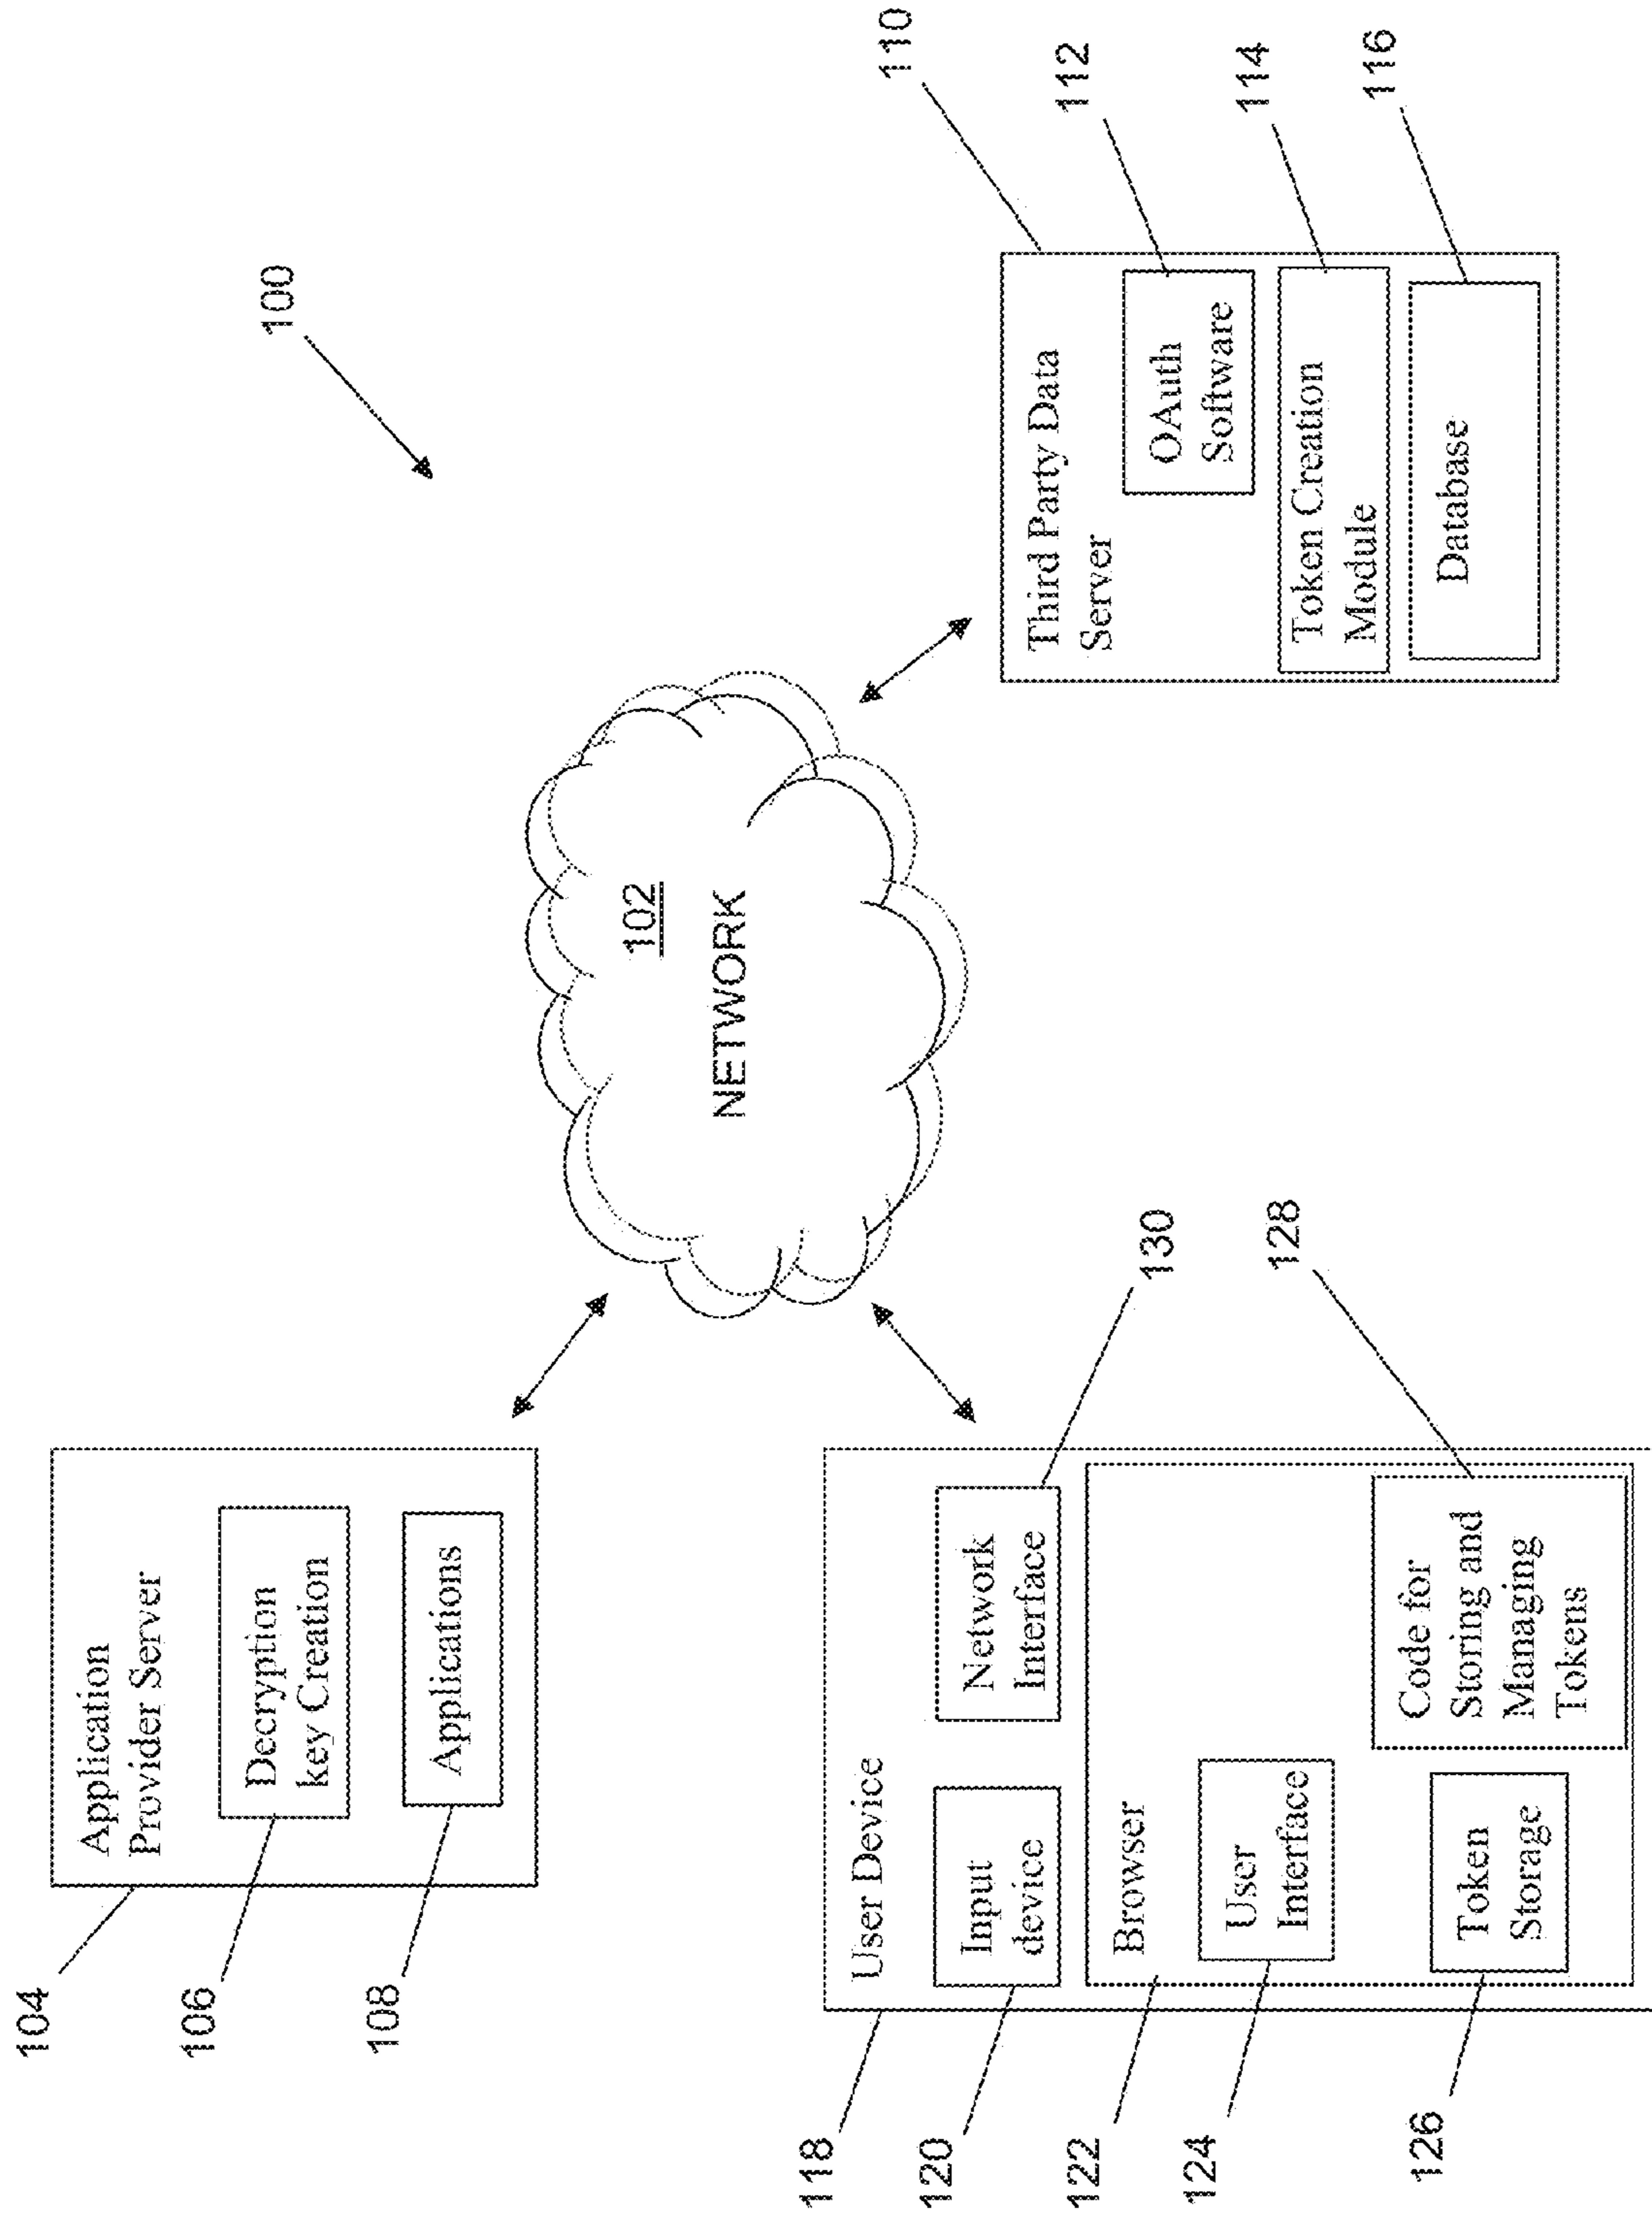 100
104
Application
Provider Server
106
Decryption
key Creation
108
Applications
102
NETWORK
110
Third Party Data
Server
112
OAuth
Software
114
Token Creation
Module
116
Database
118
User Device
120
Input
device
130
Network
Interface
122
Browser
124
User
Interface
128
Code for
Storing and
Managing
Tokens
126
Token
Storage